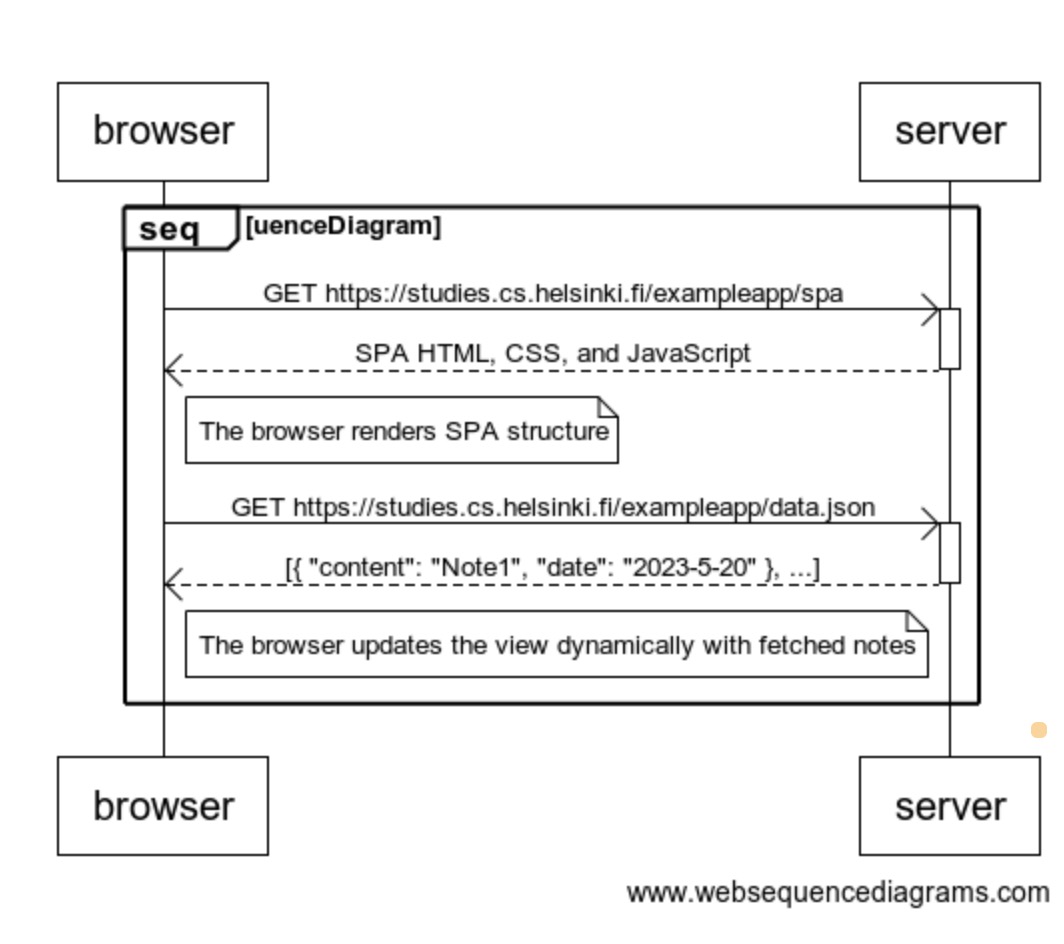 browser
server
seq [uenceDiagram]
GET https://studies.cs.helsinki.fi/exampleapp/spa
SPA HTML, CSS, and JavaScript
The browser renders SPA structure
GET https://studies.cs.helsinki.fi/exampleapp/data.json
[{ "content": "Note1", "date": "2023-5-20" }, ...]
The browser updates the view dynamically with fetched notes
browser
server
www.websequencediagrams.com